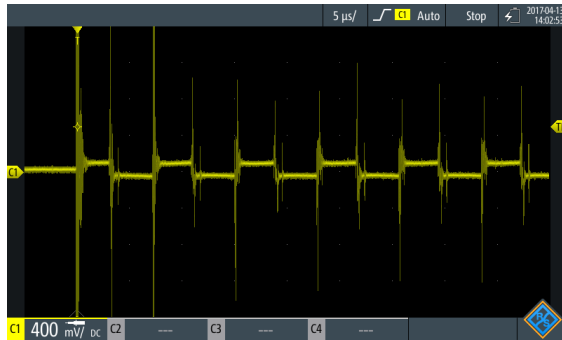 5 µs/ C1 Auto Stop 2017-04-13
14:02:53
T
C1
T
C1 400 mV/ DC C2 --- C3 --- C4 ---
R S